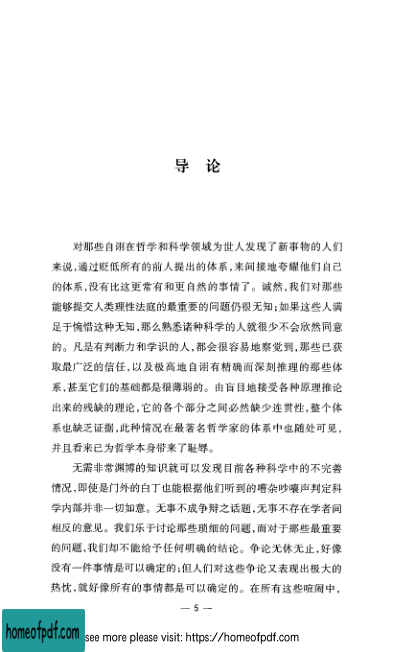 导 论
对那些自诩在哲学和科学领域为世人发现了新事物的人们
来说,通过贬低所有的前人提出的体系,来间接地夸耀他们自己
的体系,没有比这更常有和更自然的事情了。诚然,我们对那些
能够提交人类理性法庭的最重要的问题仍很无知;如果这些人满
足于惋惜这种无知,那么熟悉诸种科学的人就很少不会欣然同意
的。凡是有判断力和学识的人,都会很容易地察觉到,那些已获
取最广泛的信任,以及极高地自诩有精确而深刻推理的那些体
系,甚至它们的基础都是很薄弱的。由盲目地接受各种原理推论
出来的残缺的理论,它的各个部分之间必然缺少连贯性,整个体
系也缺乏证据,此种情况在最著名哲学家的体系中也随处可见,
并且看来已为哲学本身带来了耻辱。
无需非常渊博的知识就可以发现目前各种科学中的不完善
情况,即使是门外的白丁也能根据他们听到的嘈杂吵嚷声判定科
学内部并非一切如意。无事不成争辩之话题,无事不存在学者间
相反的意见。我们乐于讨论那些琐细的问题,而对于那些最重要
的问题,我们却不能给予任何明确的结论。争论无休无止,好像
没有一件事情是可以确定的;但人们对这些争论又表现出极大的
热忱,就好像所有的事情都是可以确定的。在所有这些喧闹中,
— 5 —
homeofpdf.com
see more please visit: https://homeofpdf.com